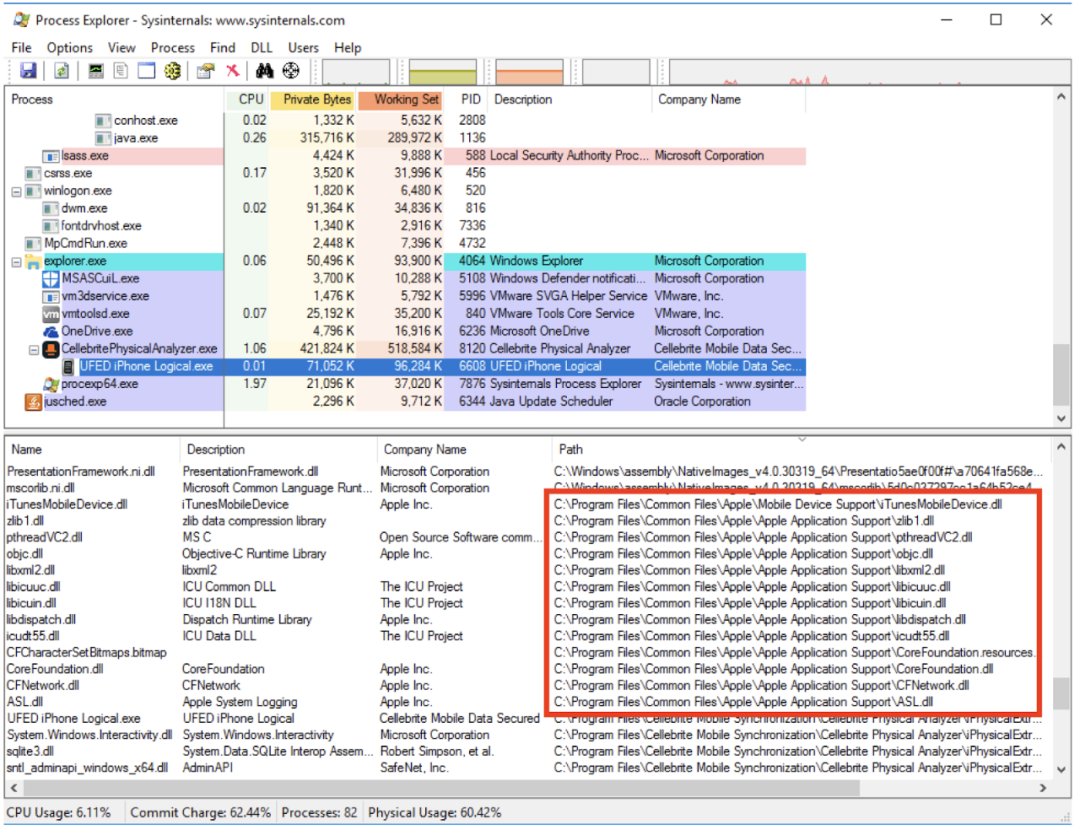 Process Explorer - Sysinternals: www.sysinternals.com
File Options View Process Find DLL Users Help
Process CPU Private Bytes Working Set PID Description Company Name
conhost.exe 0.02 1,332 K 5,632 K 2808
java.exe 0.26 315,716 K 289,972 K 1136
lsass.exe 4,424 K 9,888 K 588 Local Security Authority Proc... Microsoft Corporation
csrss.exe 0.17 3,520 K 31,996 K 456
winlogon.exe 1,820 K 6,480 K 520
dwm.exe 0.02 91,364 K 34,836 K 816
fontdrvhost.exe 1,340 K 2,916 K 7336
MpCmdRun.exe 2,448 K 7,396 K 4732
explorer.exe 0.06 50,496 K 93,900 K 4064 Windows Explorer Microsoft Corporation
MSASCuiL.exe 3,700 K 10,288 K 5108 Windows Defender notificati... Microsoft Corporation
vm3dservice.exe 1,476 K 5,792 K 5996 VMware SVGA Helper Service VMware, Inc.
vm vmtoolsd.exe 0.07 25,192 K 35,200 K 840 VMware Tools Core Service VMware, Inc.
OneDrive.exe 4,796 K 16,916 K 6236 Microsoft OneDrive Microsoft Corporation
CellebritePhysicalAnalyzer.exe 1.06 421,824 K 518,584 K 8120 Cellebrite Physical Analyzer Cellebrite Mobile Data Sec...
UFED iPhone Logical.exe 0.01 71,052 K 96,284 K 6608 UFED iPhone Logical Cellebrite Mobile Data Sec...
procexp64.exe 1.97 21,096 K 37,020 K 7876 Sysinternals Process Explorer Sysinternals - www.sysinter...
jusched.exe 2,296 K 9,712 K 6344 Java Update Scheduler Oracle Corporation
Name Description Company Name Path
PresentationFramework.ni.dll PresentationFramework.dll Microsoft Corporation C:\Windows\assembly\NativeImages_v4.0.30319_64\Presentatio5ae0f00f#\a70641fa568e...
mscorlib.ni.dll Microsoft Common Language Runt... Microsoft Corporation C:\Windows\assembly\NativeImages_v4.0.30319_64\mscorlib\
iTunesMobileDevice.dll iTunesMobileDevice Apple Inc. C:\Program Files\Common Files\Apple\Mobile Device Support\iTunesMobileDevice.dll
zlib1.dll zlib data compression library C:\Program Files\Common Files\Apple\Apple Application Support\zlib1.dll
pthreadVC2.dll MS C Open Source Software comm... C:\Program Files\Common Files\Apple\Apple Application Support\pthreadVC2.dll
objc.dll Objective-C Runtime Library Apple Inc. C:\Program Files\Common Files\Apple\Apple Application Support\objc.dll
libxml2.dll libxml2 C:\Program Files\Common Files\Apple\Apple Application Support\libxml2.dll
libicuuc.dll ICU Common DLL The ICU Project C:\Program Files\Common Files\Apple\Apple Application Support\libicuuc.dll
libicuin.dll ICU I18N DLL The ICU Project C:\Program Files\Common Files\Apple\Apple Application Support\libicuin.dll
libdispatch.dll Dispatch Runtime Library Apple Inc. C:\Program Files\Common Files\Apple\Apple Application Support\libdispatch.dll
icudt55.dll ICU Data DLL The ICU Project C:\Program Files\Common Files\Apple\Apple Application Support\icudt55.dll
CFCharacterSetBitmaps.bitmap C:\Program Files\Common Files\Apple\Apple Application Support\CoreFoundation.resources.
CoreFoundation.dll CoreFoundation Apple Inc. C:\Program Files\Common Files\Apple\Apple Application Support\CoreFoundation.dll
CFNetwork.dll CFNetwork Apple Inc. C:\Program Files\Common Files\Apple\Apple Application Support\CFNetwork.dll
ASL.dll Apple System Logging Apple Inc. C:\Program Files\Common Files\Apple\Apple Application Support\ASL.dll
UFED iPhone Logical.exe UFED iPhone Logical Cellebrite Mobile Data Secured C:\Program Files\Cellebrite Mobile Synchronization\Cellebrite Physical Analyzer\iPhysicalExtr...
System.Windows.Interactivity.dll System.Windows.Interactivity Microsoft Corporation C:\Program Files\Cellebrite Mobile Synchronization\Cellebrite Physical Analyzer\iPhysicalExtr...
sqlite3.dll System.Data.SQLite Interop Assem... Robert Simpson, et al. C:\Program Files\Cellebrite Mobile Synchronization\Cellebrite Physical Analyzer\iPhysicalExtr...
sntl_adminapi_windows_x64.dll AdminAPI SafeNet, Inc. C:\Program Files\Cellebrite Mobile Synchronization\Cellebrite Physical Analyzer\iPhysicalExtr...
CPU Usage: 6.11% Commit Charge: 62.44% Processes: 82 Physical Usage: 60.42%